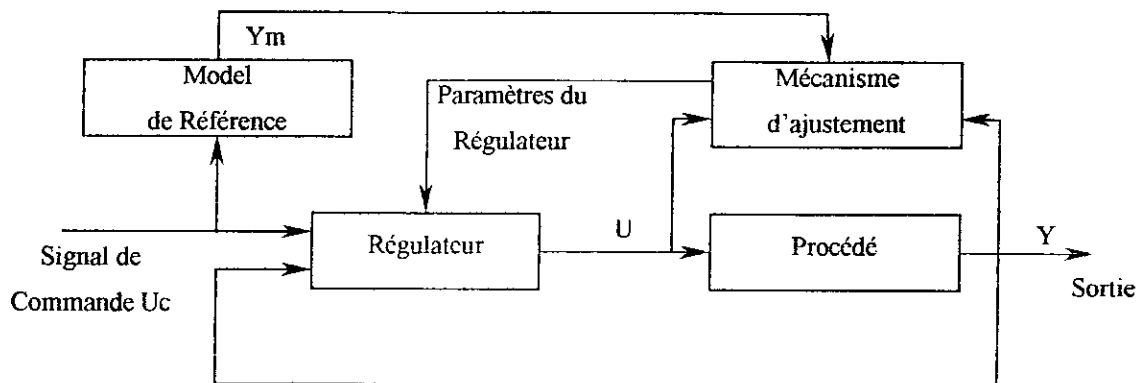 Ym
Model
de Référence
Mécanisme
d'ajustement
Paramètres du
Régulateur
Signal de
Commande Uc
Régulateur
U
Procédé
Y
Sortie